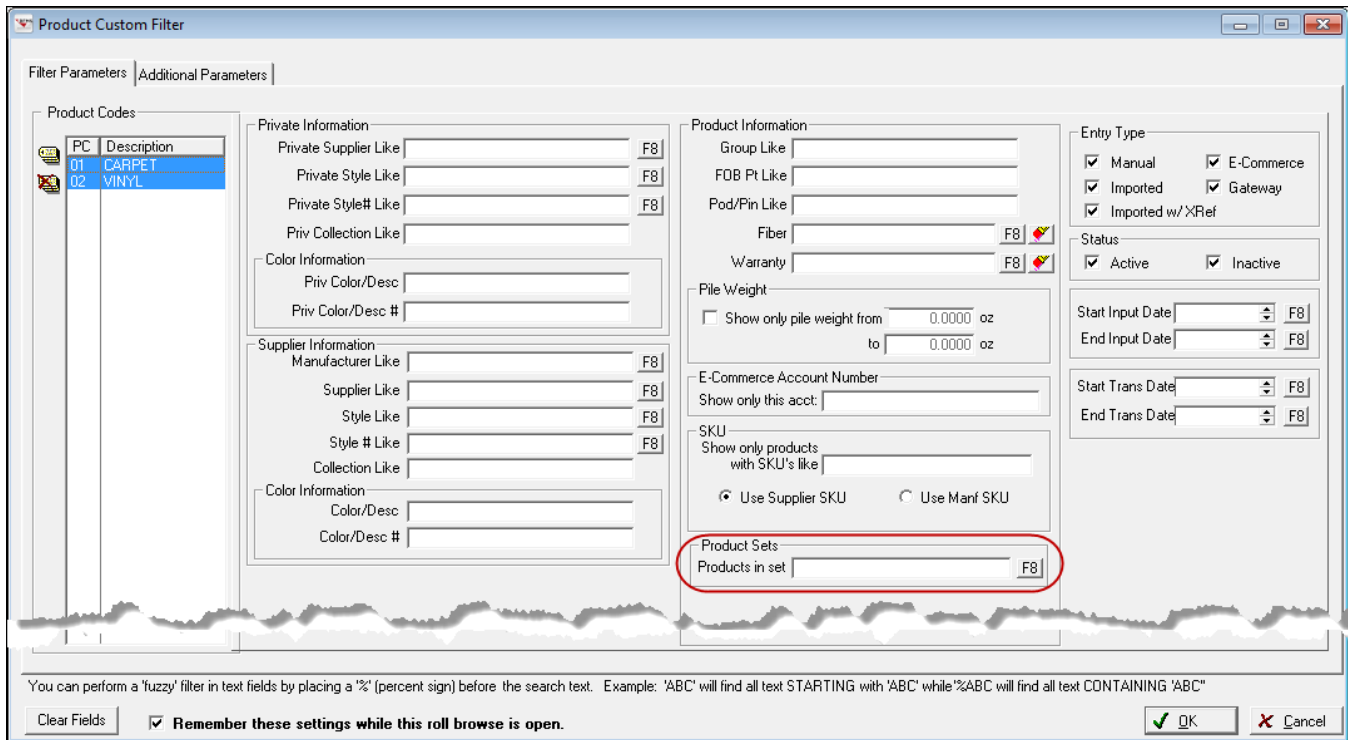 Product Custom Filter
Filter Parameters
Additional Parameters
Product Codes
PC Description
01 CARPET
02 VINYL
Private Information
Private Supplier Like F8
Private Style Like F8
Private Style# Like F8
Priv Collection Like
Color Information
Priv Color/Desc
Priv Color/Desc #
Supplier Information
Manufacturer Like F8
Supplier Like F8
Style Like F8
Style # Like F8
Collection Like
Color Information
Color/Desc
Color/Desc #
Product Information
Group Like
FOB Pt Like
Pod/Pin Like
Fiber F8
Warranty F8
Pile Weight
Show only pile weight from 0.0000 oz
to 0.0000 oz
E-Commerce Account Number
Show only this acct:
SKU
Show only products
with SKU's like
Use Supplier SKU Use Manf SKU
Product Sets
Products in set F8
Entry Type
Manual E-Commerce
Imported Gateway
Imported w/ XRef
Status
Active Inactive
Start Input Date F8
End Input Date F8
Start Trans Date F8
End Trans Date F8
You can perform a 'fuzzy' filter in text fields by placing a '%' (percent sign) before the search text. Example: 'ABC' will find all text STARTING with 'ABC' while'%ABC will find all text CONTAINING 'ABC"
Clear Fields
Remember these settings while this roll browse is open.
OK
Cancel